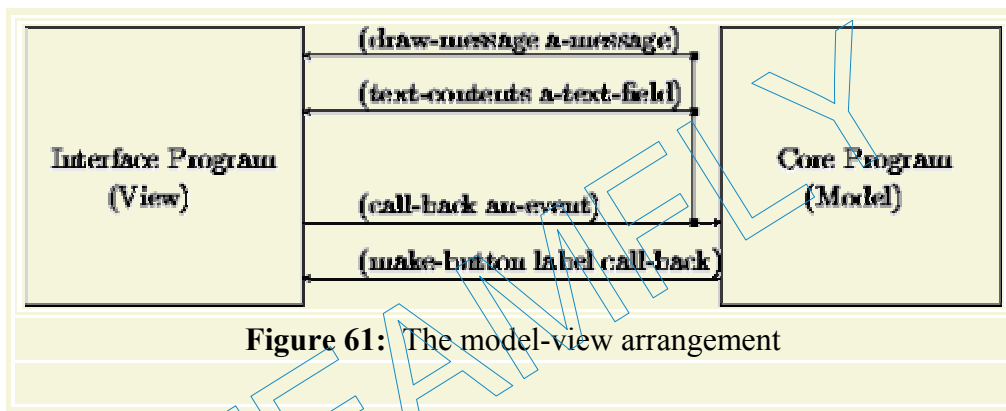 (draw-message a-message)
(text-contents a-text-field)
Interface Program
(View)
Core Program
(Model)
(call-back an-event)
(make-button label call-back)
Figure 61: The model-view arrangement
TEAMFLY